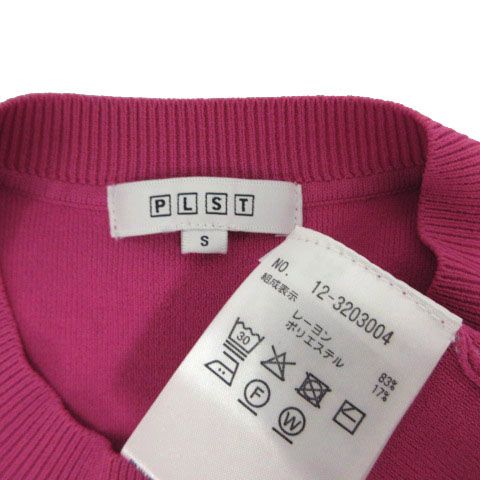 PLST
S
NO. 12-3203004
組成表示
レーヨン 83%
ポリエステル 17%
30
F
W